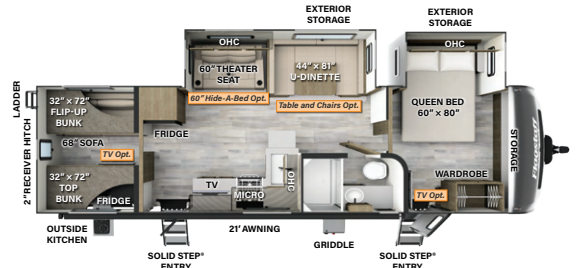 EXTERIOR
STORAGE
EXTERIOR
STORAGE
OHC
60" THEATER
SEAT
60" Hide-A-Bed Opt.
44" x 81"
U-DINETTE
Table and Chairs Opt.
OHC
QUEEN BED
60" x 80"
LADDER
2" RECEIVER HITCH
32" x 72"
FLIP-UP
BUNK
68" SOFA
TV Opt.
32" x 72"
TOP
BUNK
FRIDGE
FRIDGE
TV
MICRO
OHC
STORAGE
WARDROBE
TV Opt.
OUTSIDE
KITCHEN
21' AWNING
GRIDDLE
SOLID STEP®
ENTRY
SOLID STEP®
ENTRY